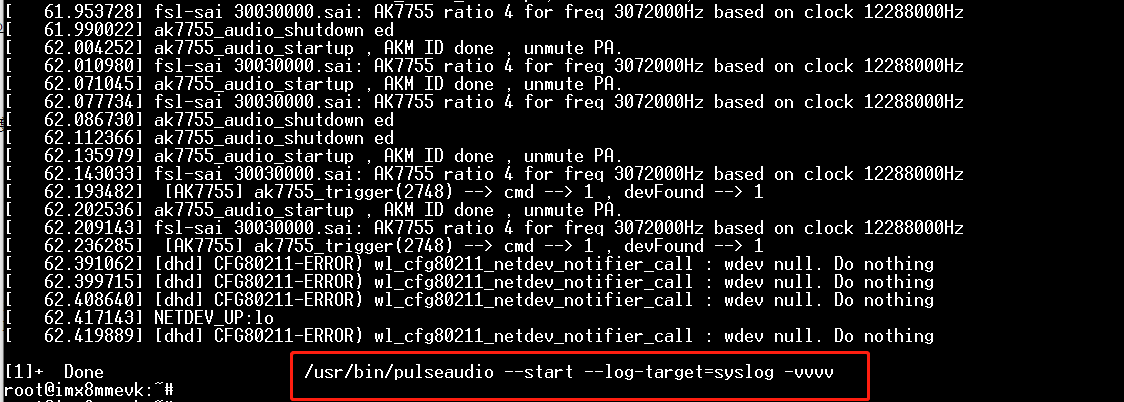 [   61.953728] fsl-sai 30030000.sai: AK7755 ratio 4 for freq 3072000Hz based on clock 12288000Hz
[   61.990022] ak7755_audio_shutdown ed
[   62.004252] ak7755_audio_startup , AKM ID done , unmute PA.
[   62.010980] fsl-sai 30030000.sai: AK7755 ratio 4 for freq 3072000Hz based on clock 12288000Hz
[   62.071045] ak7755_audio_startup , AKM ID done , unmute PA.
[   62.077734] fsl-sai 30030000.sai: AK7755 ratio 4 for freq 3072000Hz based on clock 12288000Hz
[   62.086730] ak7755_audio_shutdown ed
[   62.112366] ak7755_audio_shutdown ed
[   62.135979] ak7755_audio_startup , AKM ID done , unmute PA.
[   62.143033] fsl-sai 30030000.sai: AK7755 ratio 4 for freq 3072000Hz based on clock 12288000Hz
[   62.193482]  [AK7755] ak7755_trigger(2748) --> cmd --> 1 , devFound --> 1
[   62.202536] ak7755_audio_startup , AKM ID done , unmute PA.
[   62.209143] fsl-sai 30030000.sai: AK7755 ratio 4 for freq 3072000Hz based on clock 12288000Hz
[   62.236285]  [AK7755] ak7755_trigger(2748) --> cmd --> 1 , devFound --> 1
[   62.391062] [dhd] CFG80211-ERROR) wl_cfg80211_netdev_notifier_call : wdev null. Do nothing
[   62.399715] [dhd] CFG80211-ERROR) wl_cfg80211_netdev_notifier_call : wdev null. Do nothing
[   62.408640] [dhd] CFG80211-ERROR) wl_cfg80211_netdev_notifier_call : wdev null. Do nothing
[   62.417143] NETDEV_UP:lo
[   62.419889] [dhd] CFG80211-ERROR) wl_cfg80211_netdev_notifier_call : wdev null. Do nothing
[1]+  Done                    /usr/bin/pulseaudio --start --log-target=syslog -vvvv
root@imx8mmevk:~#